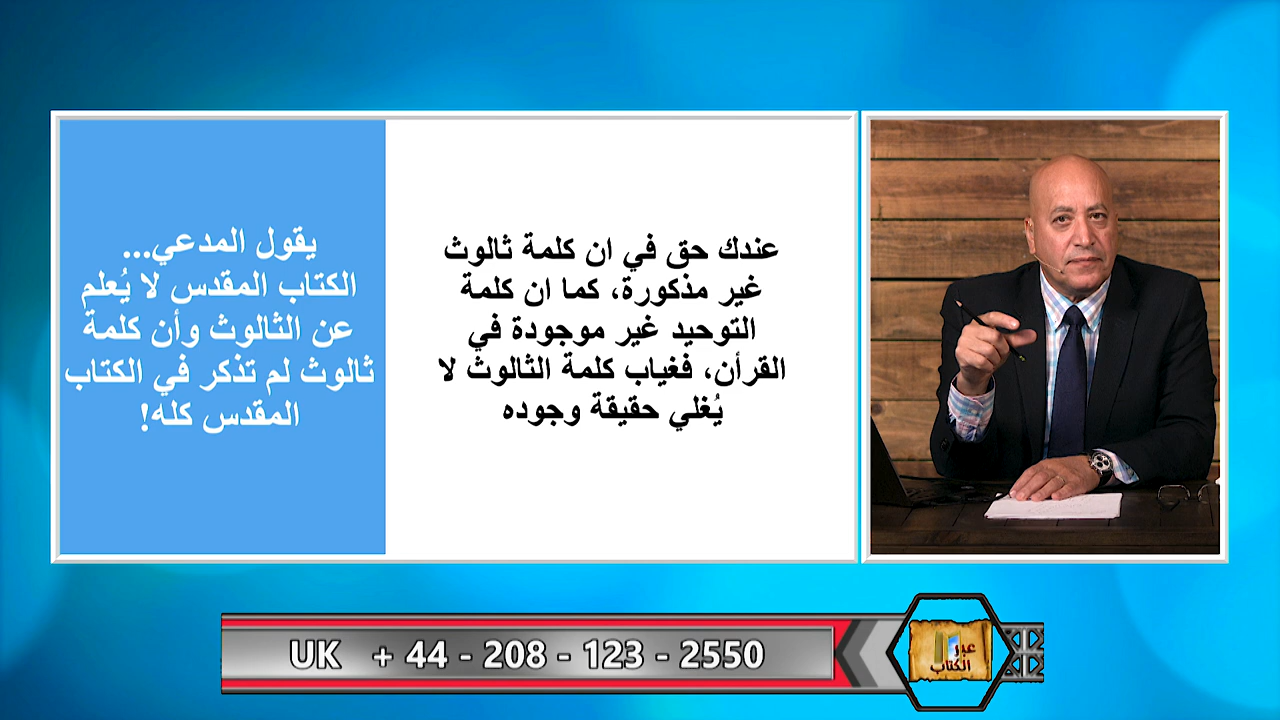 عندك حق في ان كلمة ثالوث
غير مذكورة، كما ان كلمة
التوحيد غير موجودة في
القرأن، فغياب كلمة الثالوث لا
يُغلي حقيقة وجوده
يقول المدعي...
الكتاب المقدس لا يُعلم
عن الثالوث وأن كلمة
ثالوث لم تذكر في الكتاب
المقدس كله!
UK + 44 - 208 - 123 - 2550
عبر
الكتاب